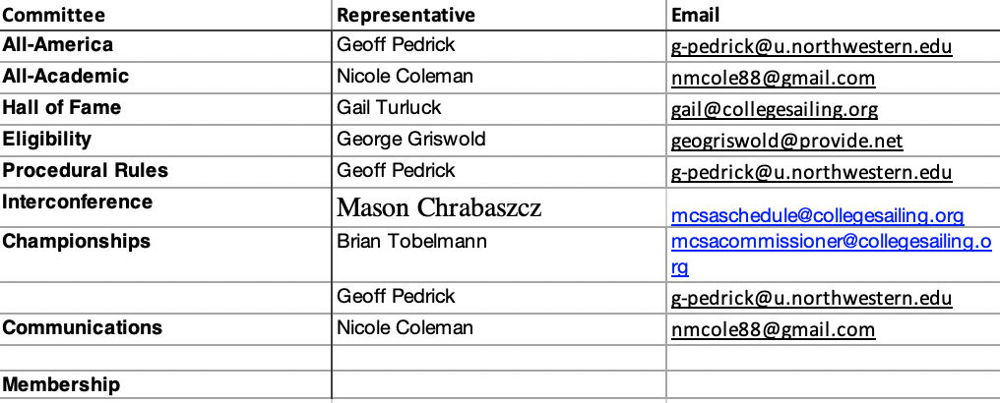 Committee Representative Email
All-America Geoff Pedrick g-pedrick@u.northwestern.edu
All-Academic Nicole Coleman nmcole88@gmail.com
Hall of Fame Gail Turluck gail@collegesailing.org
Eligibility George Griswold geogriswold@provide.net
Procedural Rules Geoff Pedrick g-pedrick@u.northwestern.edu
Interconference Mason Chrabaszcz mcsaschedule@collegesailing.org
Championships Brian Tobelmann mcsacommissioner@collegesailing.o
rg
Geoff Pedrick g-pedrick@u.northwestern.edu
Communications Nicole Coleman nmcole88@gmail.com
Membership